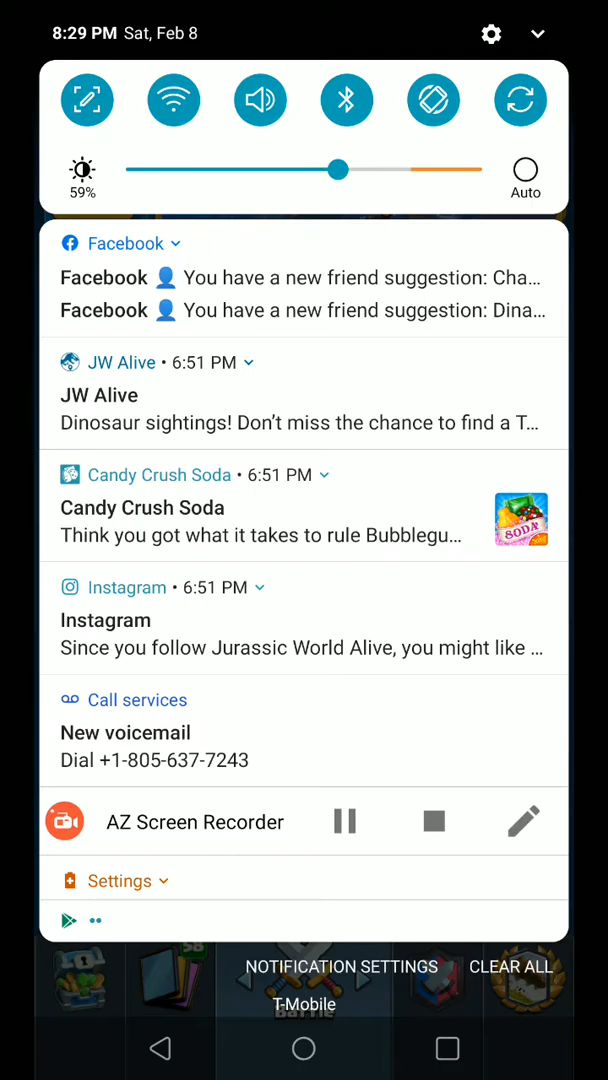 8:29 PM Sat, Feb 8
59%
Auto
Facebook
Facebook 👤 You have a new friend suggestion: Cha...
Facebook 👤 You have a new friend suggestion: Dina...
JW Alive • 6:51 PM
JW Alive
Dinosaur sightings! Don’t miss the chance to find a T...
Candy Crush Soda • 6:51 PM
Candy Crush Soda
Think you got what it takes to rule Bubblegu...
SODA
Instagram • 6:51 PM
Instagram
Since you follow Jurassic World Alive, you might like ...
Call services
New voicemail
Dial +1-805-637-7243
AZ Screen Recorder
Settings
58
NOTIFICATION SETTINGS
CLEAR ALL
T-Mobile
Battle